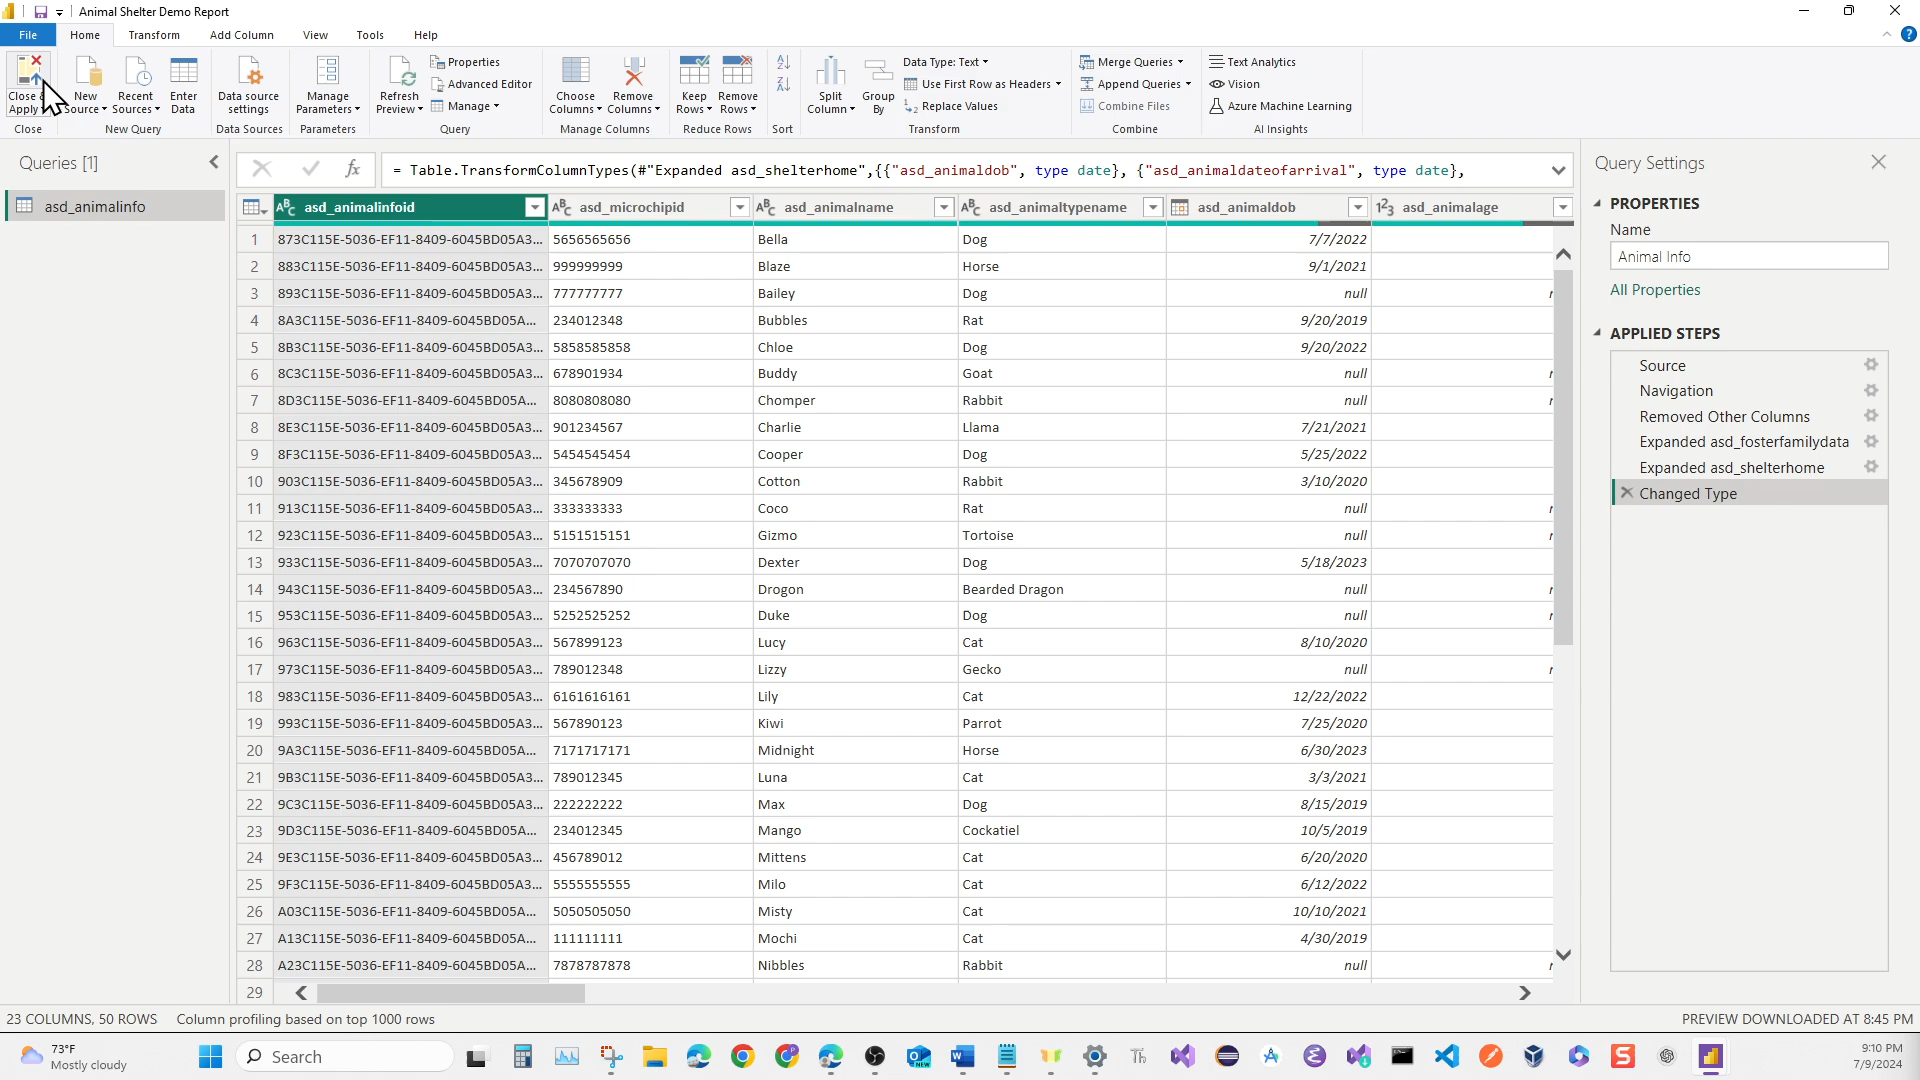 Animal Shelter Demo Report
File Home Transform Add Column View Tools Help
Close & Apply
New Source
Recent Sources
Enter Data
Data source settings
Manage Parameters
Refresh Preview
Properties
Advanced Editor
Manage
Choose Columns
Remove Columns
Keep Rows
Remove Rows
Split Column
Group By
Data Type: Text
Use First Row as Headers
Replace Values
Merge Queries
Append Queries
Combine Files
Text Analytics
Vision
Azure Machine Learning
Close New Query Data Sources Parameters Query Manage Columns Reduce Rows Sort Transform Combine AI Insights
Queries [1]
asd_animalinfo
fx = Table.TransformColumnTypes(#"Expanded asd_shelterhome",{{"asd_animaldob", type date}, {"asd_animaldateofarrival", type date},
asd_animalinfoid asd_microchipid asd_animalname asd_animaltypename asd_animaldob asd_animalage
1 873C115E-5036-EF11-8409-6045BD05A3... 5656565656 Bella Dog 7/7/2022
2 883C115E-5036-EF11-8409-6045BD05A3... 999999999 Blaze Horse 9/1/2021
3 893C115E-5036-EF11-8409-6045BD05A3... 777777777 Bailey Dog null
4 8A3C115E-5036-EF11-8409-6045BD05A... 234012348 Bubbles Rat 9/20/2019
5 8B3C115E-5036-EF11-8409-6045BD05A3... 5858585858 Chloe Dog 9/20/2022
6 8C3C115E-5036-EF11-8409-6045BD05A3... 678901934 Buddy Goat null
7 8D3C115E-5036-EF11-8409-6045BD05A... 8080808080 Chomper Rabbit null
8 8E3C115E-5036-EF11-8409-6045BD05A3... 901234567 Charlie Llama 7/21/2021
9 8F3C115E-5036-EF11-8409-6045BD05A3... 5454545454 Cooper Dog 5/25/2022
10 903C115E-5036-EF11-8409-6045BD05A3... 345678909 Cotton Rabbit 3/10/2020
11 913C115E-5036-EF11-8409-6045BD05A3... 333333333 Coco Rat null
12 923C115E-5036-EF11-8409-6045BD05A3... 5151515151 Gizmo Tortoise null
13 933C115E-5036-EF11-8409-6045BD05A3... 7070707070 Dexter Dog 5/18/2023
14 943C115E-5036-EF11-8409-6045BD05A3... 234567890 Drogon Bearded Dragon null
15 953C115E-5036-EF11-8409-6045BD05A3... 5252525252 Duke Dog null
16 963C115E-5036-EF11-8409-6045BD05A3... 567899123 Lucy Cat 8/10/2020
17 973C115E-5036-EF11-8409-6045BD05A3... 789012348 Lizzy Gecko null
18 983C115E-5036-EF11-8409-6045BD05A3... 6161616161 Lily Cat 12/22/2022
19 993C115E-5036-EF11-8409-6045BD05A3... 567890123 Kiwi Parrot 7/25/2020
20 9A3C115E-5036-EF11-8409-6045BD05A... 7171717171 Midnight Horse 6/30/2023
21 9B3C115E-5036-EF11-8409-6045BD05A3... 789012345 Luna Cat 3/3/2021
22 9C3C115E-5036-EF11-8409-6045BD05A3... 222222222 Max Dog 8/15/2019
23 9D3C115E-5036-EF11-8409-6045BD05A... 234012345 Mango Cockatiel 10/5/2019
24 9E3C115E-5036-EF11-8409-6045BD05A3... 456789012 Mittens Cat 6/20/2020
25 9F3C115E-5036-EF11-8409-6045BD05A3... 5555555555 Milo Cat 6/12/2022
26 A03C115E-5036-EF11-8409-6045BD05A... 5050505050 Misty Cat 10/10/2021
27 A13C115E-5036-EF11-8409-6045BD05A... 111111111 Mochi Cat 4/30/2019
28 A23C115E-5036-EF11-8409-6045BD05A... 7878787878 Nibbles Rabbit null
29
Query Settings
PROPERTIES
Name
Animal Info
All Properties
APPLIED STEPS
Source
Navigation
Removed Other Columns
Expanded asd_fosterfamilydata
Expanded asd_shelterhome
Changed Type
23 COLUMNS, 50 ROWS Column profiling based on top 1000 rows PREVIEW DOWNLOADED AT 8:45 PM
73°F
Mostly cloudy
Search
9:10 PM
7/9/2024